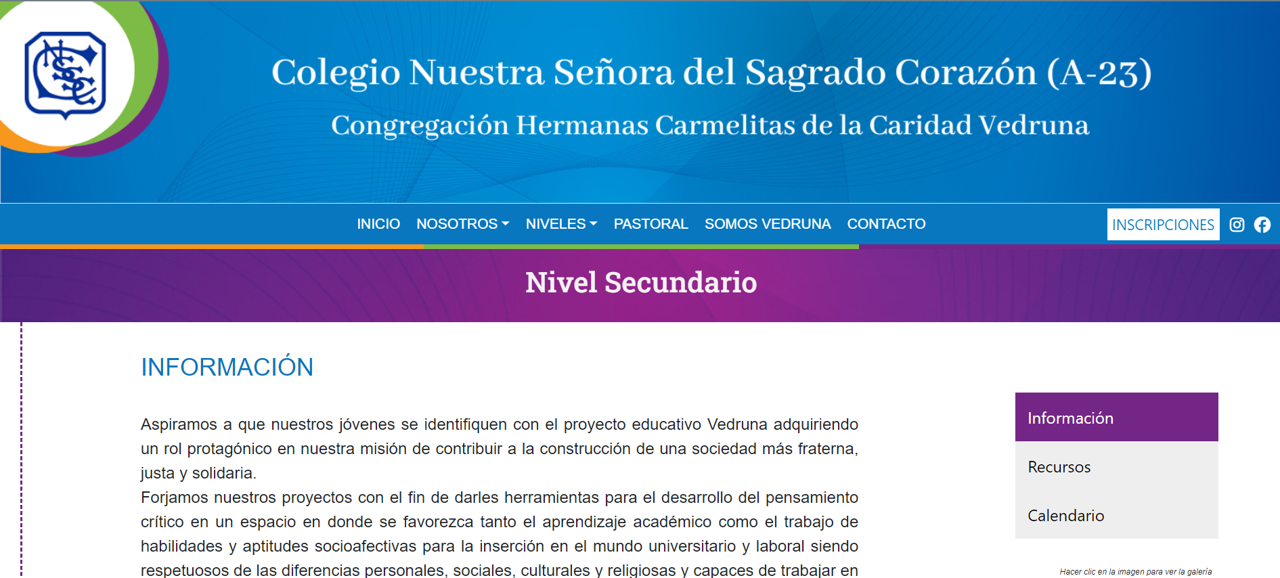 Colegio Nuestra Señora del Sagrado Corazón (A-23)
Congregación Hermanas Carmelitas de la Caridad Vedruna
INICIO NOSOTROS NIVELES PASTORAL SOMOS VEDRUNA CONTACTO INSCRIPCIONES
Nivel Secundario
INFORMACIÓN
Aspiramos a que nuestros jóvenes se identifiquen con el proyecto educativo Vedruna adquiriendo
un rol protagónico en nuestra misión de contribuir a la construcción de una sociedad más fraterna,
justa y solidaria.
Forjamos nuestros proyectos con el fin de darles herramientas para el desarrollo del pensamiento
crítico en un espacio en donde se favorezca tanto el aprendizaje académico como el trabajo de
habilidades y aptitudes socioafectivas para la inserción en el mundo universitario y laboral siendo
respetuosos de las diferencias personales, sociales, culturales y religiosas y capaces de trabajar en
Información
Recursos
Calendario
Hacer clic en la imagen para ver la galería